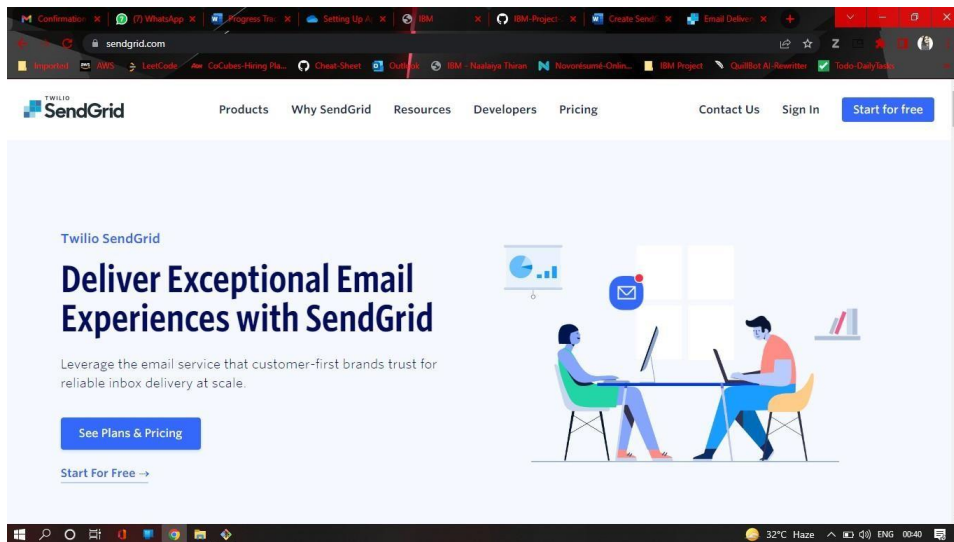 Confirmation
(7) WhatsApp
Progress Tra
Setting Up A
IBM
IBM-Project
Create Send
Email Deliver
sendgrid.com
Imported
AWS
LeetCode
CoCubes-Hiring Pla...
Cheat-Sheet
Outlook
IBM - Naalaiya Thiran
Novorésumé-Onlin...
IBM Project
QuillBot AI-Rewritter
Todo-DailyTasks
TWILIO
SendGrid
Products
Why SendGrid
Resources
Developers
Pricing
Contact Us
Sign In
Start for free
Twilio SendGrid
Deliver Exceptional Email
Experiences with SendGrid
Leverage the email service that customer-first brands trust for
reliable inbox delivery at scale.
See Plans & Pricing
Start For Free →
32°C Haze
ENG
00:40